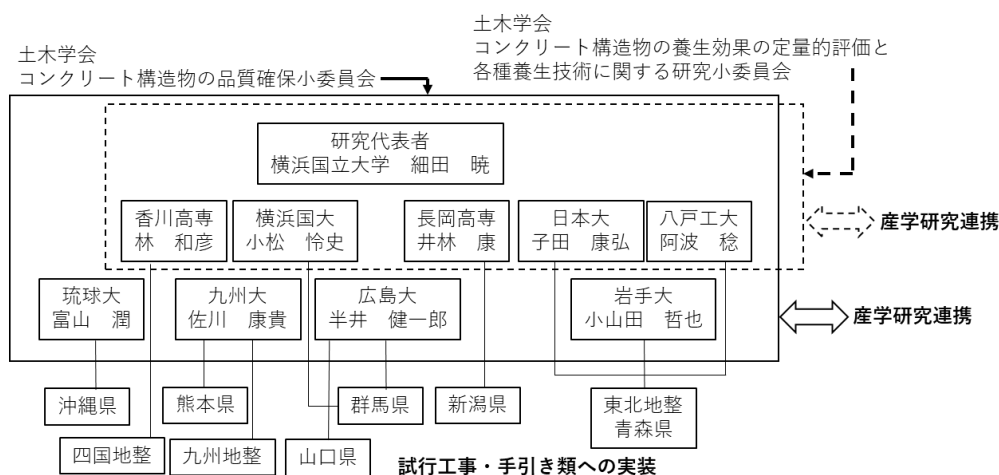 土木学会
コンクリート構造物の品質確保小委員会
土木学会
コンクリート構造物の養生効果の定量的評価と
各種養生技術に関する研究小委員会
研究代表者
横浜国立大学　細田　暁
香川高専
林　和彦
横浜国大
小松　怜史
長岡高専
井林　康
日本大
子田　康弘
八戸工大
阿波　稔
産学研究連携
琉球大
富山　潤
九州大
佐川　康貴
広島大
半井　健一郎
岩手大
小山田　哲也
産学研究連携
沖縄県
熊本県
群馬県
新潟県
東北地整
青森県
四国地整
九州地整
山口県
試行工事・手引き類への実装